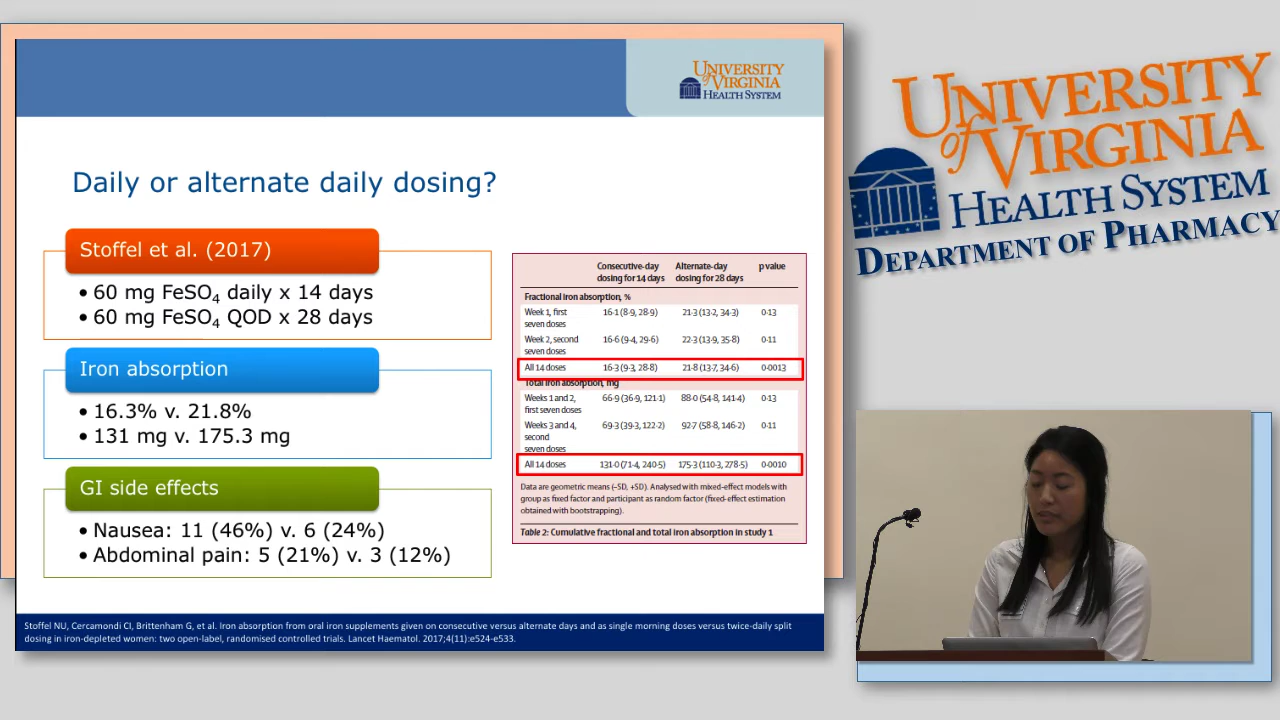 UNIVERSITY
of VIRGINIA
HEALTH SYSTEM
Daily or alternate daily dosing?
Stoffel et al. (2017)
• 60 mg FeSO4 daily x 14 days
• 60 mg FeSO4 QOD x 28 days
Iron absorption
• 16.3% v. 21.8%
• 131 mg v. 175.3 mg
GI side effects
• Nausea: 11 (46%) v. 6 (24%)
• Abdominal pain: 5 (21%) v. 3 (12%)
Consecutive-day Alternate-day p value
dosing for 14 days dosing for 28 days
Fractional iron absorption, %
Week 1, first 16·1 (8·9, 28·9) 21·3 (13·2, 34·3) 0·13
seven doses
Week 2, second 16·6 (9·4, 29·6) 22·3 (13·9, 35·8) 0·11
seven doses
All 14 doses 16·3 (9·3, 28·8) 21·8 (13·7, 34·6) 0·0013
Total iron absorption, mg
Weeks 1 and 2, 66·9 (36·9, 121·1) 88·0 (54·8, 141·4) 0·13
first seven doses
Weeks 3 and 4, 69·3 (39·3, 122·2) 92·7 (58·8, 146·2) 0·11
second
seven doses
All 14 doses 131·0 (71·4, 240·5) 175·3 (110·3, 278·5) 0·0010
Data are geometric means (–SD, +SD). Analysed with mixed-effect models with
group as fixed factor and participant as random factor (fixed-effect estimation
obtained with bootstrapping).
Table 2: Cumulative fractional and total iron absorption in study 1
Stoffel NU, Cercamondi CI, Brittenham G, et al. Iron absorption from oral iron supplements given on consecutive versus alternate days and as single morning doses versus twice-daily split
dosing in iron-depleted women: two open-label, randomised controlled trials. Lancet Haematol. 2017;4(11):e524-e533.
UNIVERSITY
of VIRGINIA
HEALTH SYSTEM
DEPARTMENT OF PHARMACY